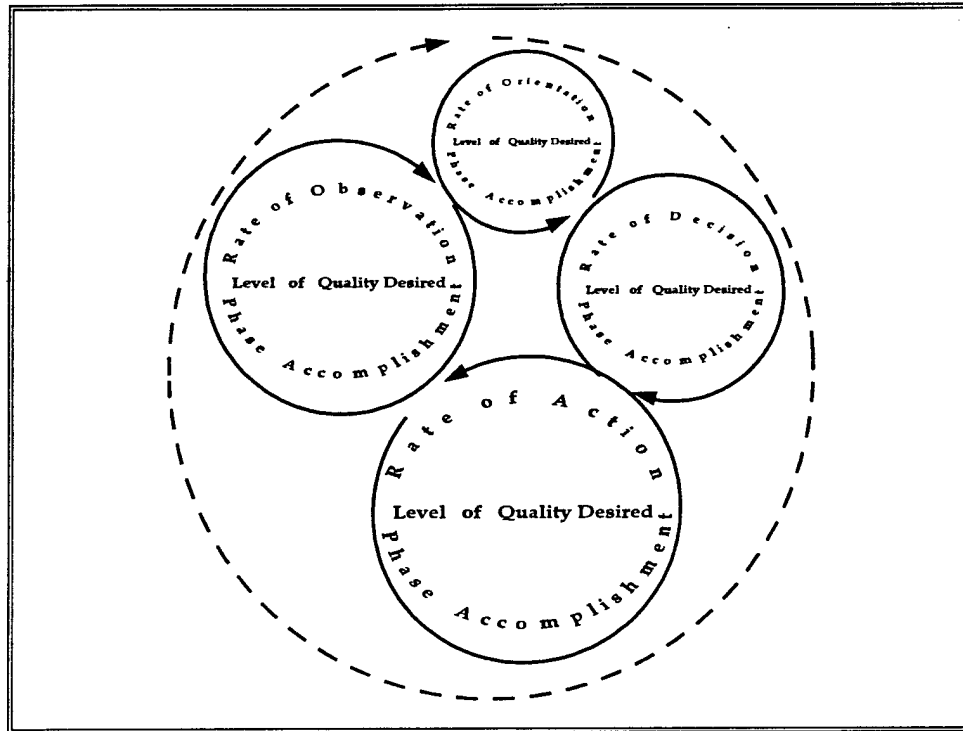 Rate of Orientation
Level of Quality Desired
Phase Accomplishment
Rate of Observation
Level of Quality Desired
Phase Accomplishment
Rate of Decision
Level of Quality Desired
Phase Accomplishment
Rate of Action
Level of Quality Desired
Phase Accomplishment